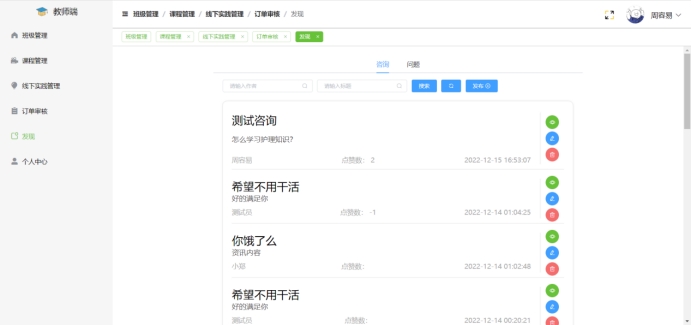 教师端
班级管理 / 课程管理 / 线下实践管理 / 订单审核 / 发现
周容易
班级管理 课程管理 × 线下实践管理 × 订单审核 × 发现 ×
班级管理
课程管理
线下实践管理
订单审核
发现
个人中心
咨询 问题
请输入作者 请输入标题 搜索 发布
测试咨询
怎么学习护理知识?
周容易 点赞数: 2 2022-12-15 16:53:07
希望不用干活
好的满足你
测试员 点赞数: -1 2022-12-14 01:04:25
你饿了么
资讯内容
小郑 点赞数: 2022-12-14 01:02:48
希望不用干活
好的满足你
测试员 点赞数: 2022-12-14 00:20:21